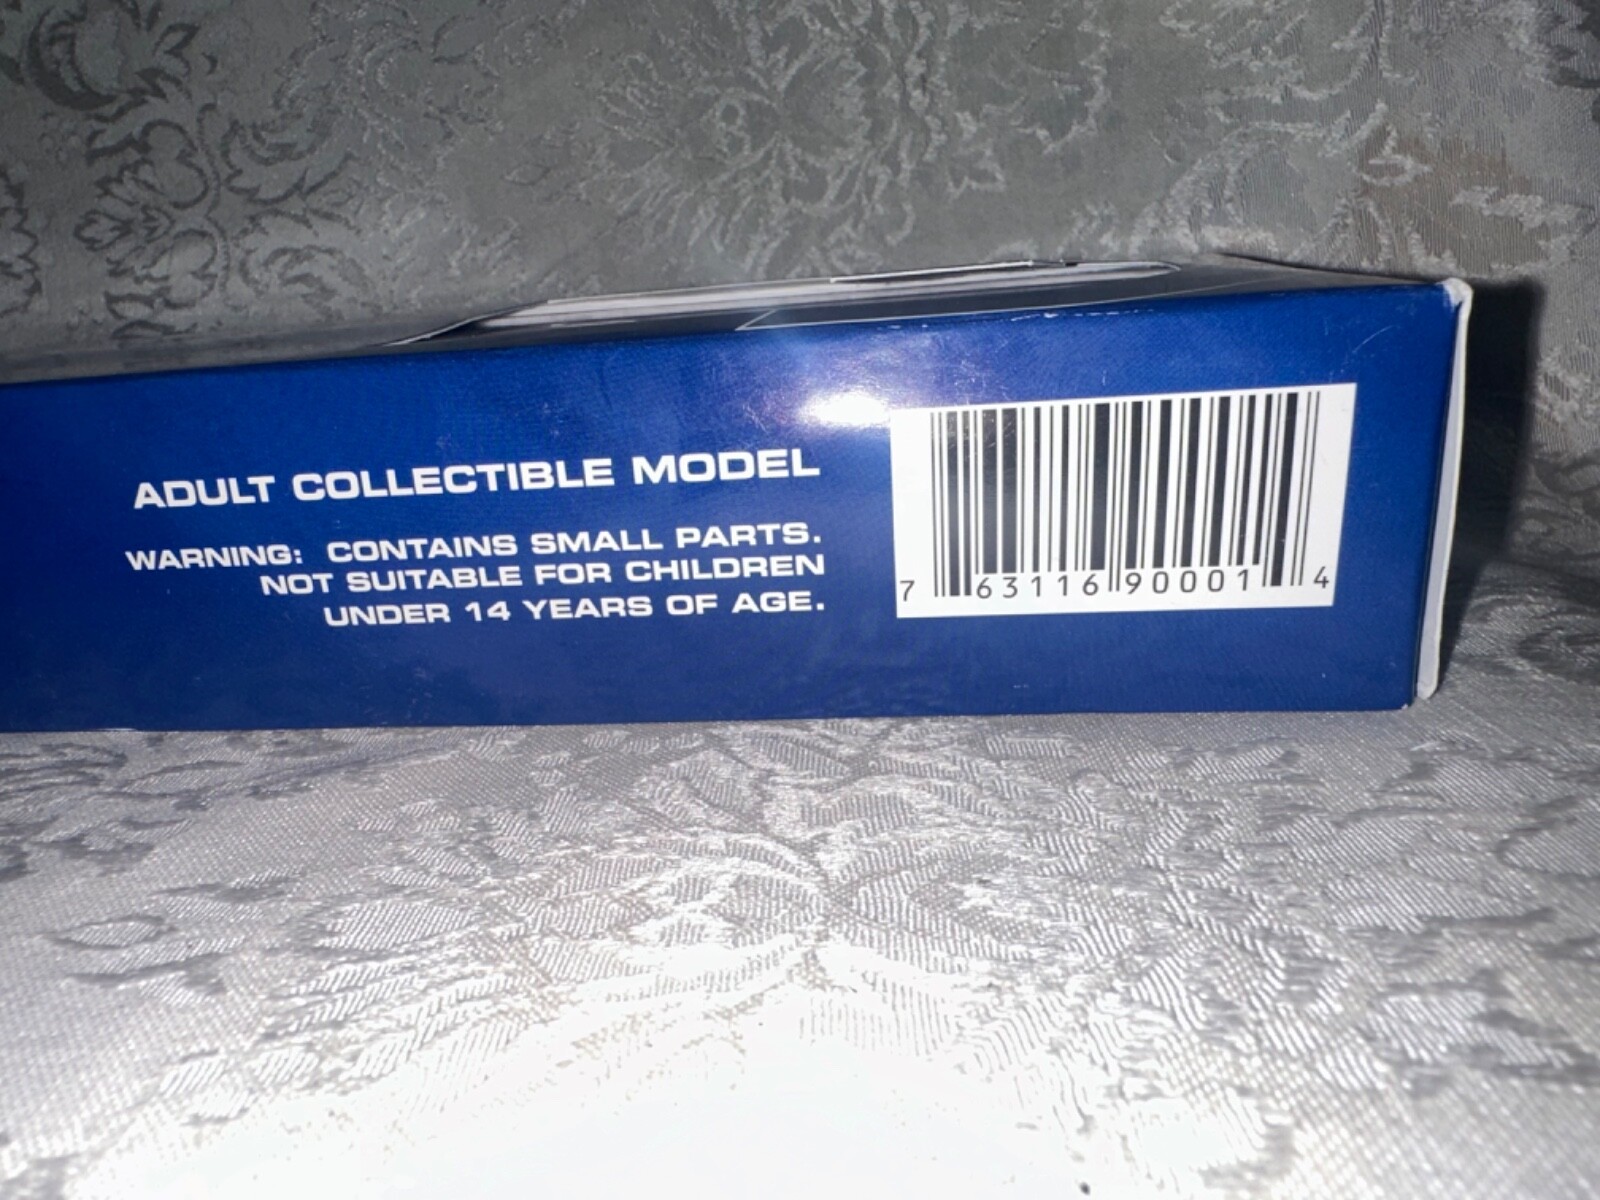 ADULT COLLECTIBLE MODEL
WARNING: CONTAINS SMALL PARTS.
NOT SUITABLE FOR CHILDREN
UNDER 14 YEARS OF AGE.
7 63116 90001 4